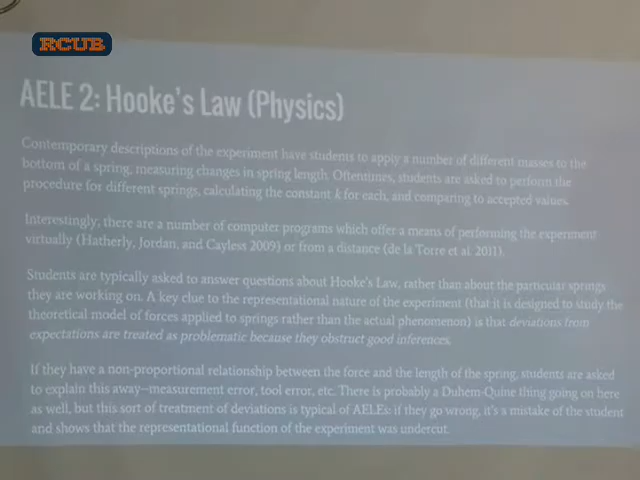 RCUB
AELE 2: Hooke's Law (Physics)
Contemporary descriptions of the experiment have students to apply a number of different masses to the
bottom of a spring, measuring changes in spring length. Oftentimes, students are asked to perform the
procedure for different springs, calculating the constant k for each, and comparing to accepted values.
Interestingly, there are a number of computer programs which offer a means of performing the experiment
virtually (Hatherly, Jordan, and Cayless 2009) or from a distance (de la Torre et al. 2011).
Students are typically asked to answer questions about Hooke's Law, rather than about the particular springs
they are working on. A key clue to the representational nature of the experiment (that it is designed to study the
theoretical model of forces applied to springs rather than the actual phenomenon) is that deviations from
expectations are treated as problematic because they obstruct good inferences.
If they have a non-proportional relationship between the force and the length of the spring, students are asked
to explain this away—measurement error, tool error, etc. There is probably a Duhem-Quine thing going on here
as well, but this sort of treatment of deviations is typical of AELEs: if they go wrong, it's a mistake of the student
and shows that the representational function of the experiment was undercut.